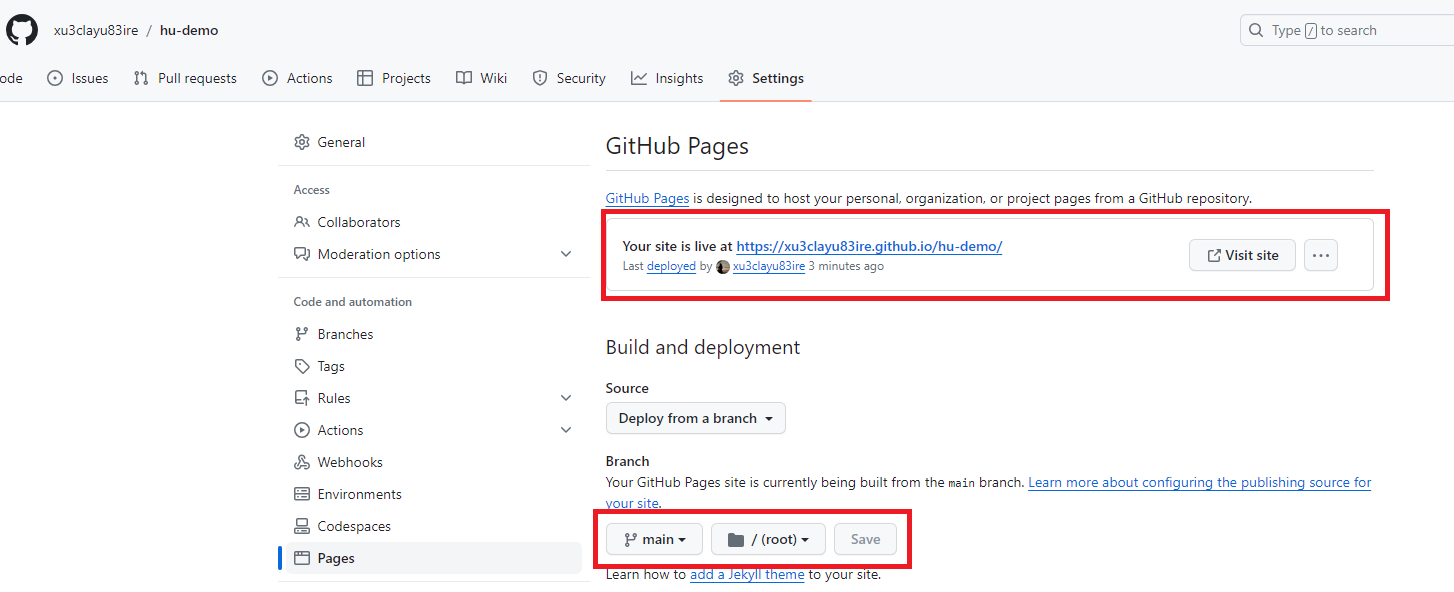 xu3clayu83ire / hu-demo
Type / to search
ode Issues Pull requests Actions Projects Wiki Security Insights Settings
General
Access
Collaborators
Moderation options
Code and automation
Branches
Tags
Rules
Actions
Webhooks
Environments
Codespaces
Pages
GitHub Pages
GitHub Pages is designed to host your personal, organization, or project pages from a GitHub repository.
Your site is live at https://xu3clayu83ire.github.io/hu-demo/
Last deployed by xu3clayu83ire 3 minutes ago
Visit site
Build and deployment
Source
Deploy from a branch
Branch
Your GitHub Pages site is currently being built from the main branch. Learn more about configuring the publishing source for
your site.
main / (root) Save
Learn how to add a Jekyll theme to your site.